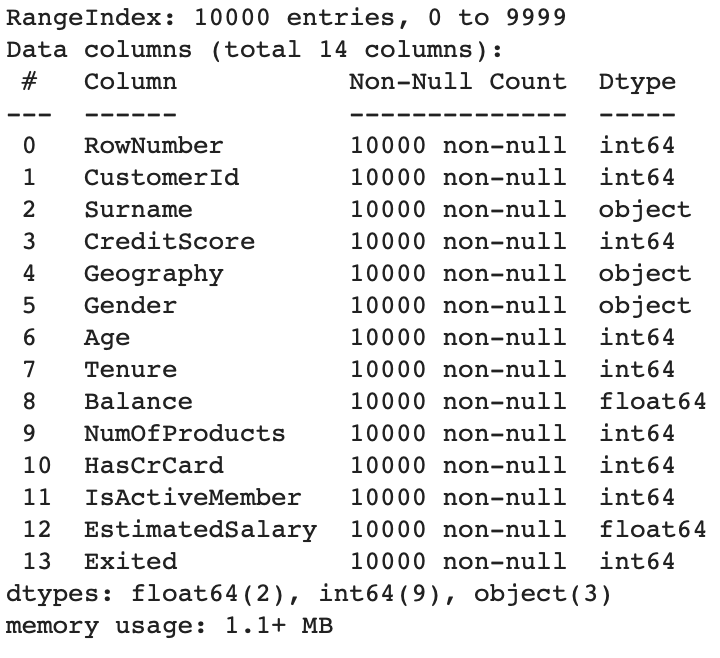 RangeIndex: 10000 entries, 0 to 9999
Data columns (total 14 columns):
 #   Column           Non-Null Count  Dtype
---  ------           --------------  -----
 0   RowNumber        10000 non-null  int64
 1   CustomerId       10000 non-null  int64
 2   Surname          10000 non-null  object
 3   CreditScore      10000 non-null  int64
 4   Geography        10000 non-null  object
 5   Gender           10000 non-null  object
 6   Age              10000 non-null  int64
 7   Tenure           10000 non-null  int64
 8   Balance          10000 non-null  float64
 9   NumOfProducts    10000 non-null  int64
 10  HasCrCard        10000 non-null  int64
 11  IsActiveMember   10000 non-null  int64
 12  EstimatedSalary  10000 non-null  float64
 13  Exited           10000 non-null  int64
dtypes: float64(2), int64(9), object(3)
memory usage: 1.1+ MB